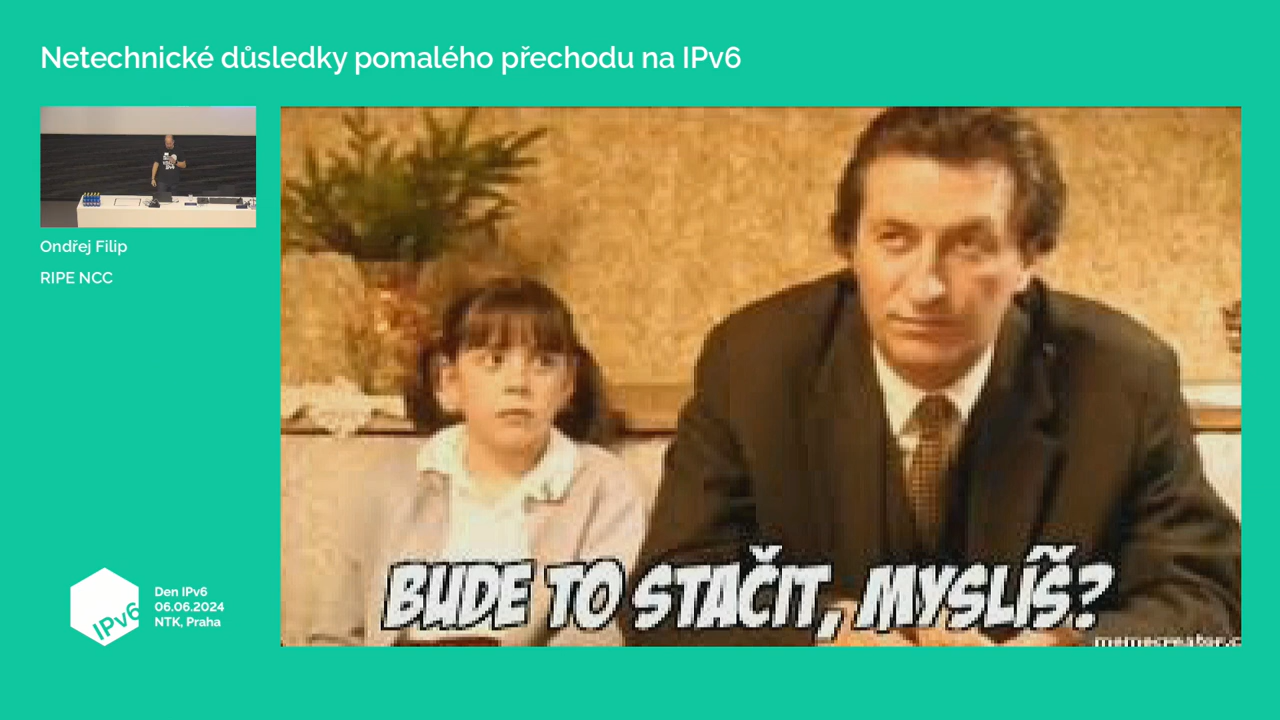 Netechnické důsledky pomalého přechodu na IPv6
Ondřej Filip
RIPE NCC
BUDE TO STAČIT, MYSLÍŠ?
IPv6
Den IPv6
06.06.2024
NTK, Praha